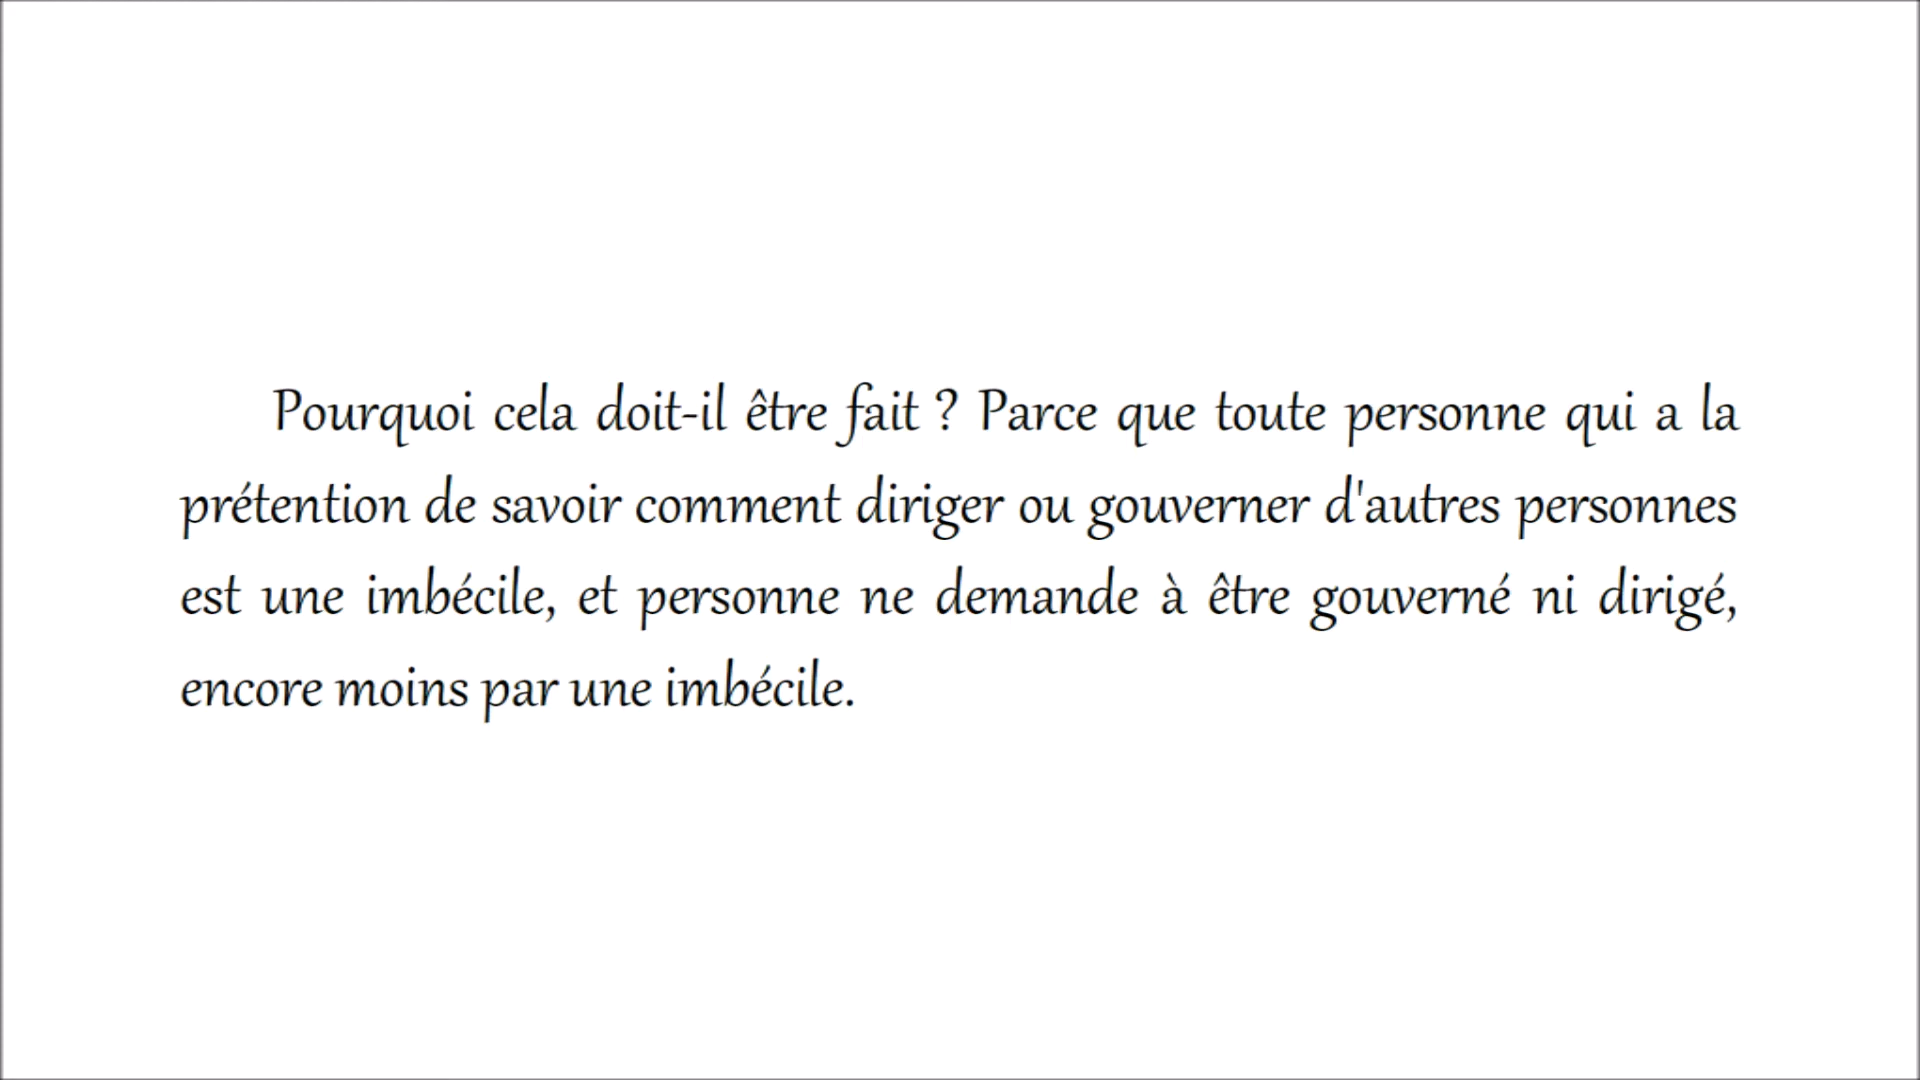 Pourquoi cela doit-il être fait ? Parce que toute personne qui a la
prétention de savoir comment diriger ou gouverner d'autres personnes
est une imbécile, et personne ne demande à être gouverné ni dirigé,
encore moins par une imbécile.